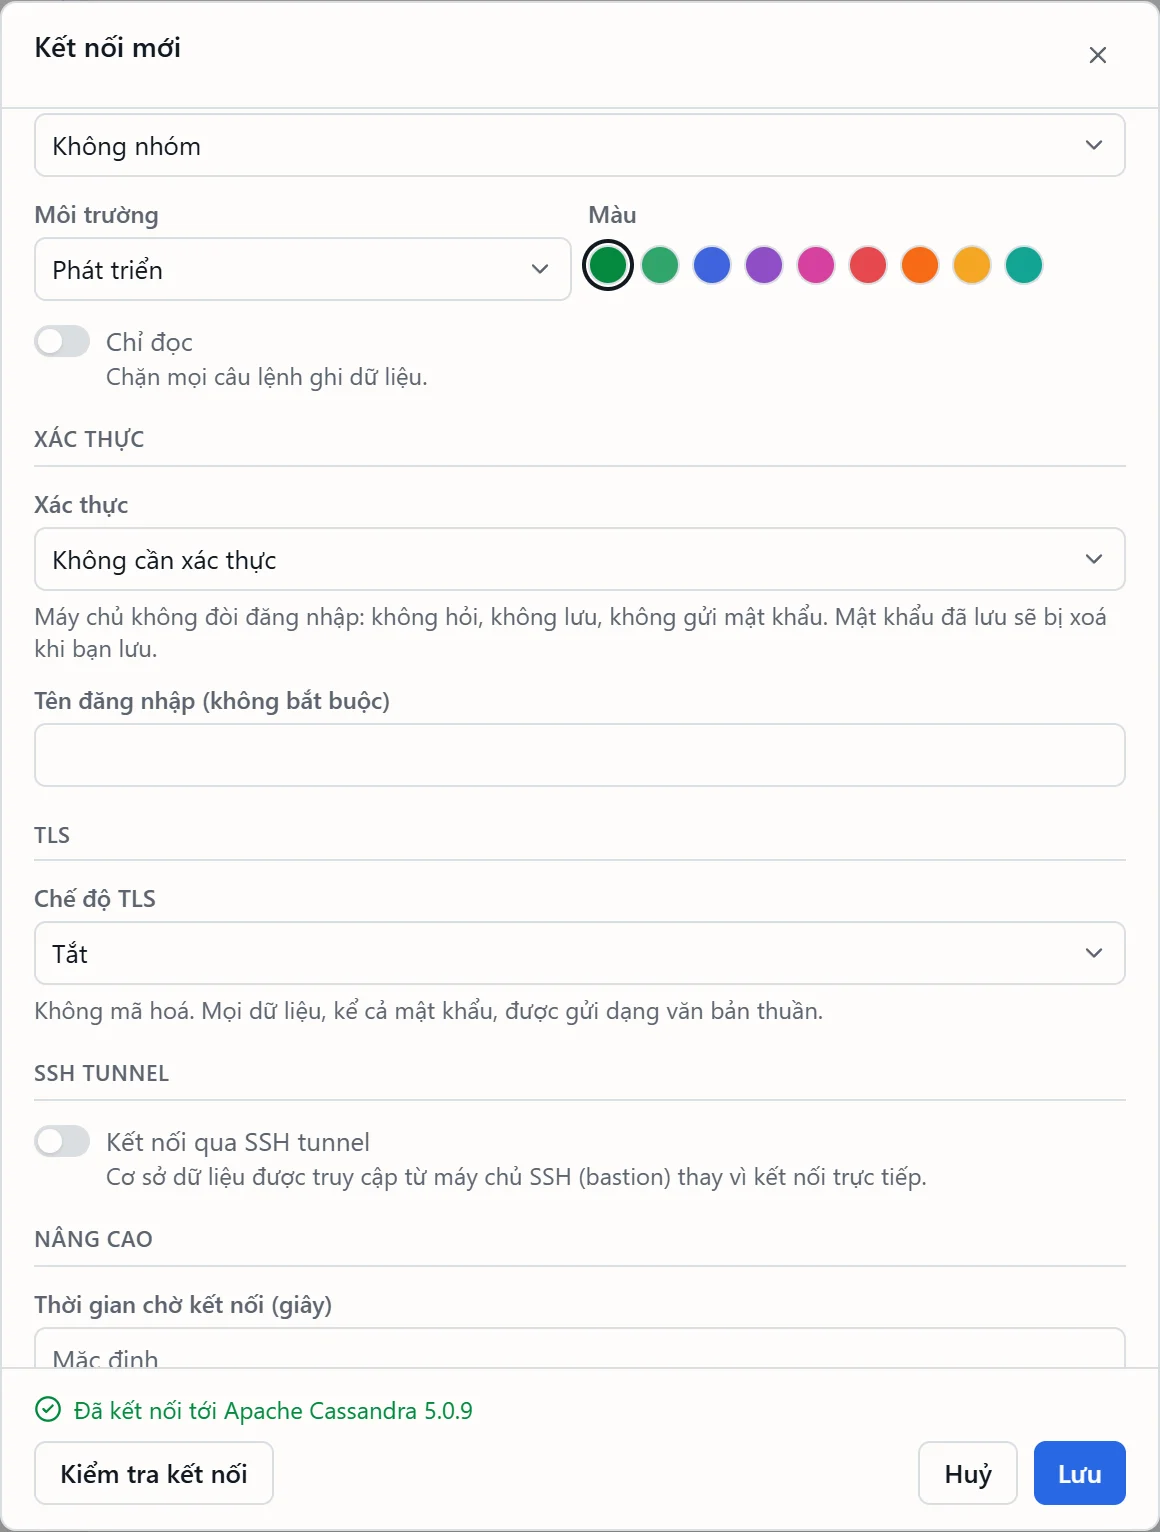 Kết nối mới
Không nhóm
Môi trường
Màu
Phát triển
Chỉ đọc
Chặn mọi câu lệnh ghi dữ liệu.
XÁC THỰC
Xác thực
Không cần xác thực
Máy chủ không đòi đăng nhập: không hỏi, không lưu, không gửi mật khẩu. Mật khẩu đã lưu sẽ bị xoá
khi bạn lưu.
Tên đăng nhập (không bắt buộc)
TLS
Chế độ TLS
Tắt
Không mã hoá. Mọi dữ liệu, kể cả mật khẩu, được gửi dạng văn bản thuần.
SSH TUNNEL
Kết nối qua SSH tunnel
Cơ sở dữ liệu được truy cập từ máy chủ SSH (bastion) thay vì kết nối trực tiếp.
NÂNG CAO
Thời gian chờ kết nối (giây)
Mặc định
Đã kết nối tới Apache Cassandra 5.0.9
Kiểm tra kết nối
Huỷ
Lưu